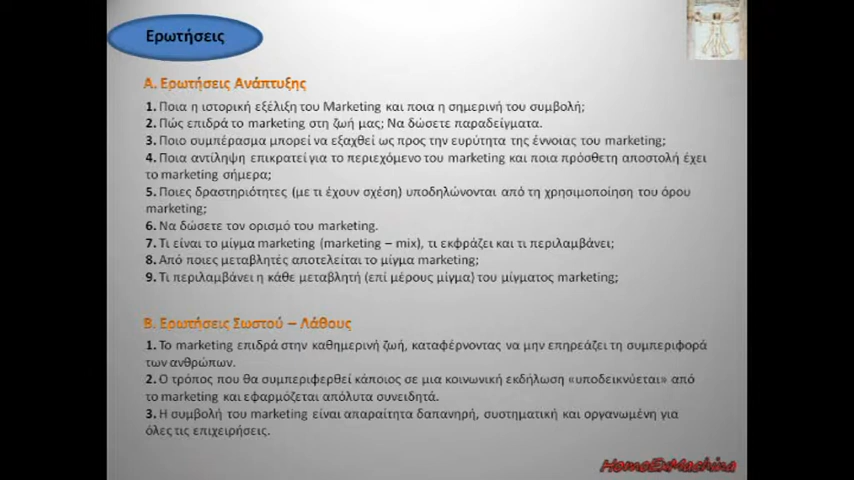 Ερωτήσεις
Α. Ερωτήσεις Ανάπτυξης
1. Ποια η ιστορική εξέλιξη του Marketing και ποια η σημερινή του συμβολή;
2. Πώς επιδρά το marketing στη ζωή μας; Να δώσετε παραδείγματα.
3. Ποιο συμπέρασμα μπορεί να εξαχθεί ως προς την ευρύτητα της έννοιας του marketing;
4. Ποια αντίληψη επικρατεί για το περιεχόμενο του marketing και ποια πρόσθετη αποστολή έχει
το marketing σήμερα;
5. Ποιες δραστηριότητες (με τι έχουν σχέση) υποδηλώνονται από τη χρησιμοποίηση του όρου
marketing;
6. Να δώσετε τον ορισμό του marketing.
7. Τι είναι το μίγμα marketing (marketing – mix), τι εκφράζει και τι περιλαμβάνει;
8. Από ποιες μεταβλητές αποτελείται το μίγμα marketing;
9. Τι περιλαμβάνει η κάθε μεταβλητή (επί μέρους μίγμα) του μίγματος marketing;
Β. Ερωτήσεις Σωστού – Λάθους
1. Το marketing επιδρά στην καθημερινή ζωή, καταφέρνοντας να μην επηρεάζει τη συμπεριφορά
των ανθρώπων.
2. Ο τρόπος που θα συμπεριφερθεί κάποιος σε μια κοινωνική εκδήλωση «υποδεικνύεται» από
το marketing και εφαρμόζεται απόλυτα συνειδητά.
3. Η συμβολή του marketing είναι απαραίτητα δαπανηρή, συστηματική και οργανωμένη για
όλες τις επιχειρήσεις.
HomoExMachina